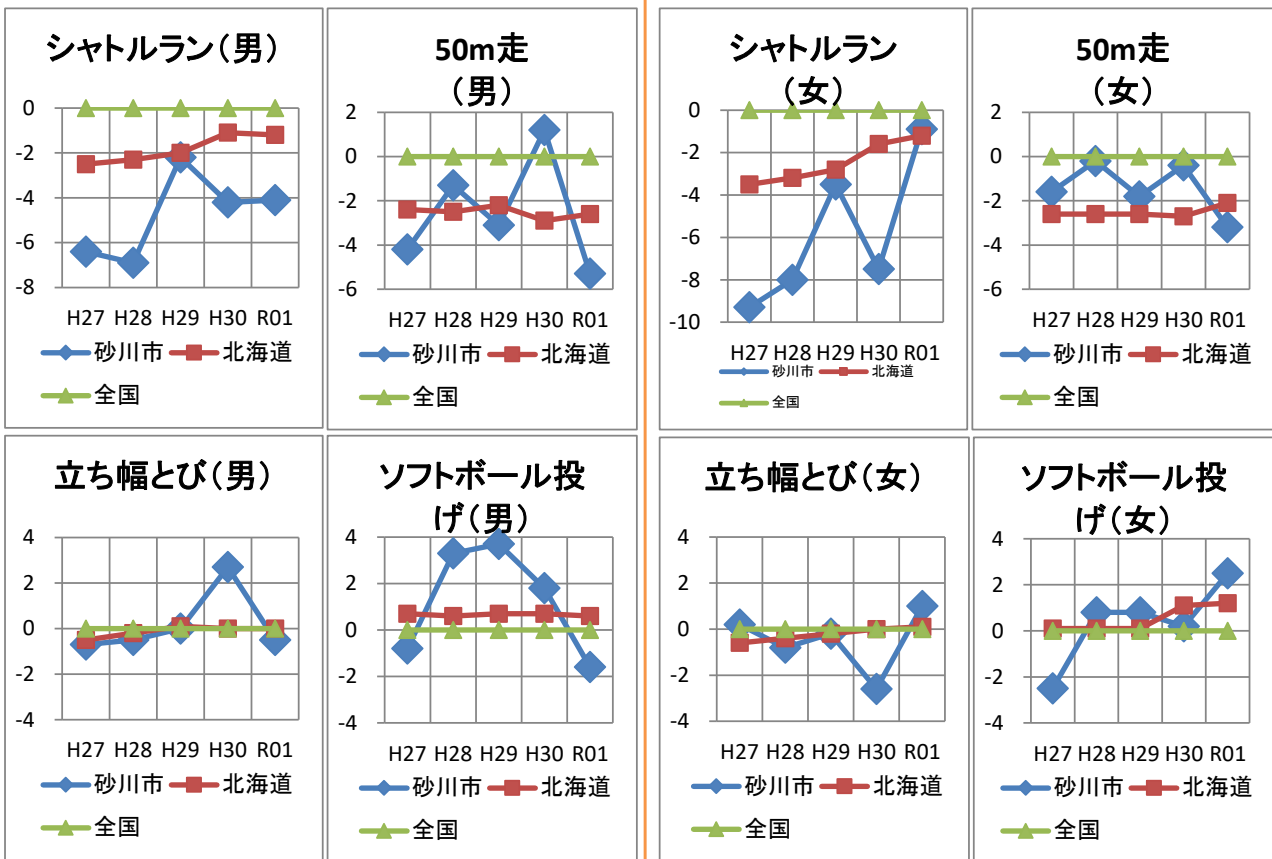 シャトルラン(男)
0
-2
-4
-6
-8
H27 H28 H29 H30 R01
砂川市 北海道
全国
50m走
(男)
2
0
-2
-4
-6
H27 H28 H29 H30 R01
砂川市 北海道
全国
シャトルラン
(女)
0
-2
-4
-6
-8
-10
H27 H28 H29 H30 R01
砂川市 北海道
全国
50m走
(女)
2
0
-2
-4
-6
H27 H28 H29 H30 R01
砂川市 北海道
全国
立ち幅とび(男)
4
2
0
-2
-4
H27 H28 H29 H30 R01
砂川市 北海道
全国
ソフトボール投
げ(男)
4
2
0
-2
-4
H27 H28 H29 H30 R01
砂川市 北海道
全国
立ち幅とび(女)
4
2
0
-2
-4
H27 H28 H29 H30 R01
砂川市 北海道
全国
ソフトボール投
げ(女)
4
2
0
-2
-4
H27 H28 H29 H30 R01
砂川市 北海道
全国